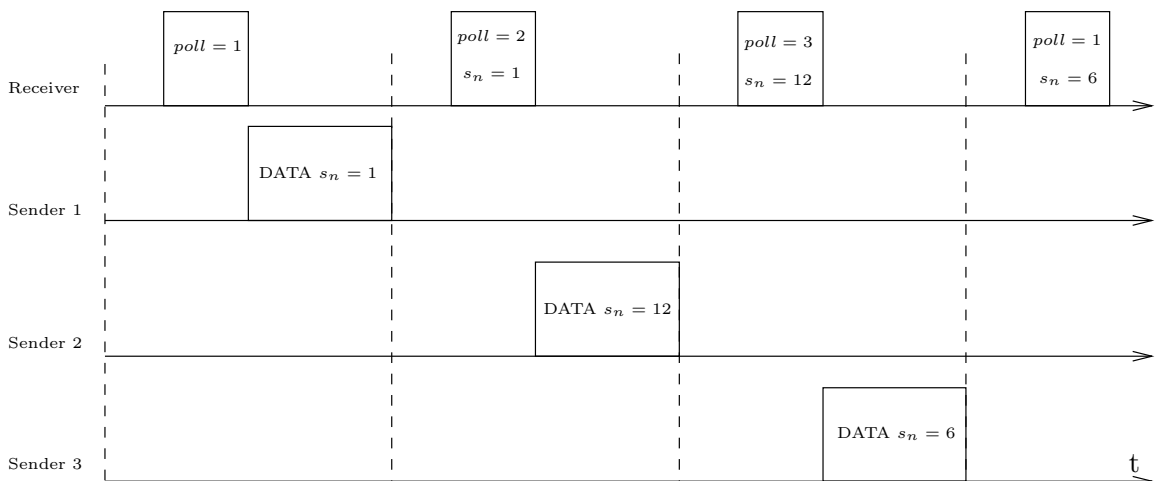 poll = 1
poll = 2
s_n = 1
poll = 3
s_n = 12
poll = 1
s_n = 6
Receiver
DATA s_n = 1
Sender 1
DATA s_n = 12
Sender 2
DATA s_n = 6
Sender 3
t